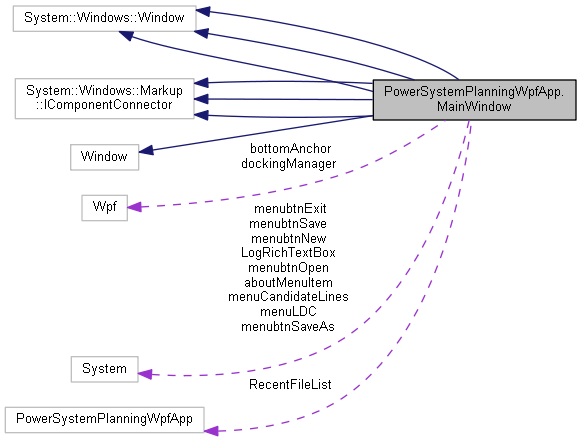 System::Windows::Window
System::Windows::Markup
::IComponentConnector
PowerSystemPlanningWpfApp.
MainWindow
Window
bottomAnchor
dockingManager
Wpf
menubtnExit
menubtnSave
menubtnNew
LogRichTextBox
menubtnOpen
aboutMenuItem
menuCandidateLines
menuLDC
menubtnSaveAs
System
RecentFileList
PowerSystemPlanningWpfApp